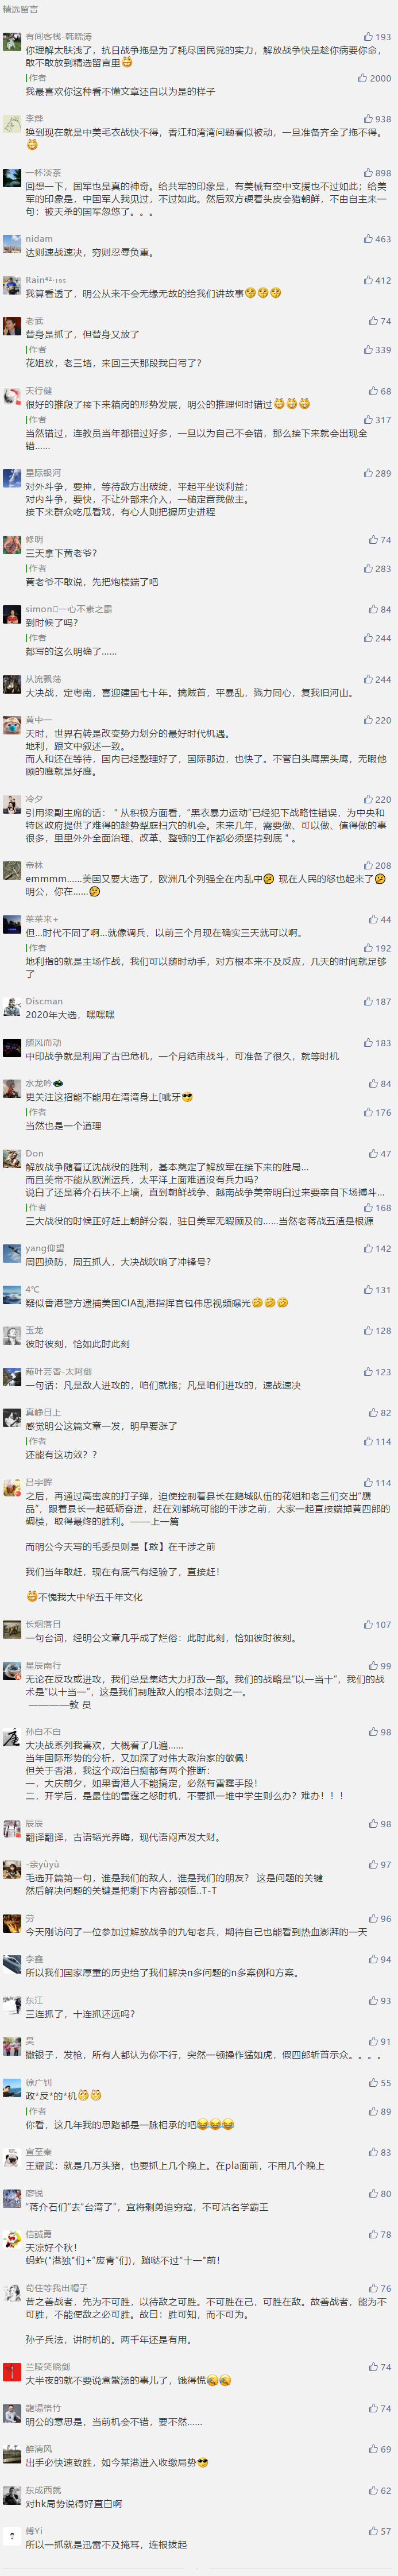 精选留言
有间客栈-韩晓涛
193
你理解太肤浅了，抗日战争拖是为了耗尽国民党的实力，解放战争快是趁你病要你命，
敢不敢放到精选留言里😄
作者
2000
我最喜欢你这种看不懂文章还自以为是的样子
李烨
938
换到现在就是中美毛衣战快不得，香江和湾湾问题看似被动，一旦准备齐全了拖不得。
😄
一杯淡茶
898
回想一下，国军也是真的神奇。给共军的印象是，有美械有空中支援也不过如此；给美
军的印象是，中国军人我见过，不过如此。然后双方硬着头皮会猎朝鲜，不由自主来一
句：被天杀的国军忽悠了。。。
nidam
463
达则速战速决，穷则忍辱负重。
Rain⁴²·¹⁹⁵
412
我算看透了，明公从来不会无缘无故的给我们讲故事🤔🤔🤔
老武
74
替身是抓了，但替身又放了
作者
339
花姐放，老三堵，来回三天那段我白写了？
天行健
68
很好的推段了接下来箱岗的形势发展，明公的推理何时错过😄😄😄
作者
317
当然错过，连教员当年都错过好多，一旦以为自己不会错，那么接下来就会出现全
错……
星际银河
289
对外斗争，要抻，等待敌方出破绽，平起平坐谈利益；
对内斗争，要快，不让外部来介入，一槌定音我做主。
接下来群众吃瓜看戏，有心人则把握历史进程
修明
74
三天拿下黄老爷？
作者
283
黄老爷不敢说，先把炮楼端了吧
simon一心不素之霸
84
到时候了吗？
作者
244
都写的这么明确了……
从流飘荡
244
大决战，定粤南，喜迎建国七十年。擒贼首，平暴乱，戮力同心，复我旧河山。
黄中一
220
天时，世界右转是改变势力划分的最好时代机遇。
地利，跟文中叙述一致。
而人和还在等待，国内已经整理好了，国际那边，也快了。不管白头鹰黑头鹰，无暇他
顾的鹰就是好鹰。
冷夕
220
引用梁副主席的话：＂从积极方面看，“黑衣暴力运动”已经犯下战略性错误，为中央和
特区政府提供了难得的趁势犁庭扫穴的机会。未来几年，需要做、可以做、值得做的事
很多，里里外外全面治理、改革、整顿的工作都必须坚持到底＂。
帝林
208
emmmm……美国又要大选了，欧洲几个列强全在内乱中🤔 现在人民的怒也起来了🤔
明公，你在……🤔
莱莱來+
44
但...时代不同了啊...就像调兵，以前三个月现在确实三天就可以啊。
作者
192
地利指的就是主场作战，我们可以随时动手，对方根本来不及反应，几天的时间就足够
了
Discman
187
2020年大选，嘿嘿嘿
随风而动
183
中印战争就是利用了古巴危机，一个月结束战斗，可准备了很久，就等时机
水龙吟
84
更关注这招能不能用在湾湾身上[呲牙😎
作者
176
当然也是一个道理
Don
47
解放战争随着辽沈战役的胜利，基本奠定了解放军在接下来的胜局...
而且美帝不能从欧洲运兵，太平洋上面难道没有兵力吗？
说白了还是蒋介石扶不上墙，直到朝鲜战争、越南战争美帝明白过来要亲自下场搏斗...
作者
168
三大战役的时候正好赶上朝鲜分裂，驻日美军无暇顾及的……当然老蒋战五渣是根源
yang仰望
142
周四换防，周五抓人，大决战吹响了冲锋号？
4℃
131
疑似香港警方逮捕美国CIA乱港指挥官包伟忠视频曝光🤣🤣🤣
玉龙
128
彼时彼刻，恰如此时此刻
蕴叶芸香-太阿剑
123
一句话：凡是敌人进攻的，咱们就拖；凡是咱们进攻的，速战速决
真峥日上
82
感觉明公这篇文章一发，明早要涨了
作者
114
还能有这功效？？
吕宇晖
114
之后，再通过高密度的打子弹，迫使控制着县长在鹅城队伍的花姐和老三们交出“赝
品”，跟着县长一起砥砺奋进，赶在刘都统可能的干涉之前，大家一起直接端掉黄四郎的
碉楼，取得最终的胜利。——上一篇
而明公今天写的毛委员则是【敢】在干涉之前
我们当年敢赶，现在有底气有经验了，直接赶！
😄不愧我大中华五千年文化
长烟落日
107
一句台词，经明公文章几乎成了烂俗：此时此刻，恰如彼时彼刻。
星辰南行
99
无论在反攻或进攻，我们总是集结大力打敌一部。我们的战略是“以一当十”，我们的战
术是“以十当一”，这是我们制胜敌人的根本法则之一。
————教 员
孙曰不曰
98
大决战系列我喜欢，大概看了几遍……
当年国际形势的分析，又加深了对伟大政治家的敬佩！
但关于香港，我这个政治白痴都有两个推断：
一，大庆前夕，如果香港人不能搞定，必然有雷霆手段！
二，开学后，是最佳的雷霆之怒时机，不要抓一堆中学生则么办？难办！！！
辰辰
98
翻译翻译，古语韬光养晦，现代语闷声发大财。
-亲yùyù
97
毛选开篇第一句，谁是我们的敌人，谁是我们的朋友？ 这是问题的关键
然后解决问题的关键是把剩下内容都领悟..T-T
劳
96
今天刚访问了一位参加过解放战争的九旬老兵，期待自己也能看到热血澎湃的一天
李鑫
94
所以我们国家厚重的历史给了我们解决n多问题的n多案例和方案。
东江
93
三连抓了，十连抓还远吗？
昊
91
撒银子，发枪，所有人都认为你不行，突然一顿操作猛如虎，假四郎斩首示众。。。。
徐广钊
55
政*反*的*机🤭🤭
作者
89
你看，这几年我的思路都是一脉相承的吧😂😂😂
宣至秦
83
王耀武：就是几万头猪，也要抓上几个晚上。在pla面前，不用几个晚上
廖锐
80
“蒋介石们”去“台湾了”，宜将剩勇追穷寇，不可沽名学霸王
信诚勇
78
天凉好个秋！
蚂蚱("港独"们+“废青”们)，蹦哒不过“十一”前！
苟住等我出帽子
76
昔之善战者，先为不可胜，以待敌之可胜。不可胜在己，可胜在敌。故善战者，能为不
可胜，不能使敌之必可胜。故曰：胜可知，而不可为。
孙子兵法，讲时机的。两千年还是有用。
兰陵笑晓剑
74
大半夜的就不要说煮鳖汤的事儿了，饿得慌😹😹
龍場悟竹
74
明公的意思是，当前机会不错，要不然……
醉清风
69
出手必快速致胜，如今某港进入收缴局势😎
东成西就
62
对hk局势说得好直白啊
傅Yi
57
所以一抓就是迅雷不及掩耳，连根拔起